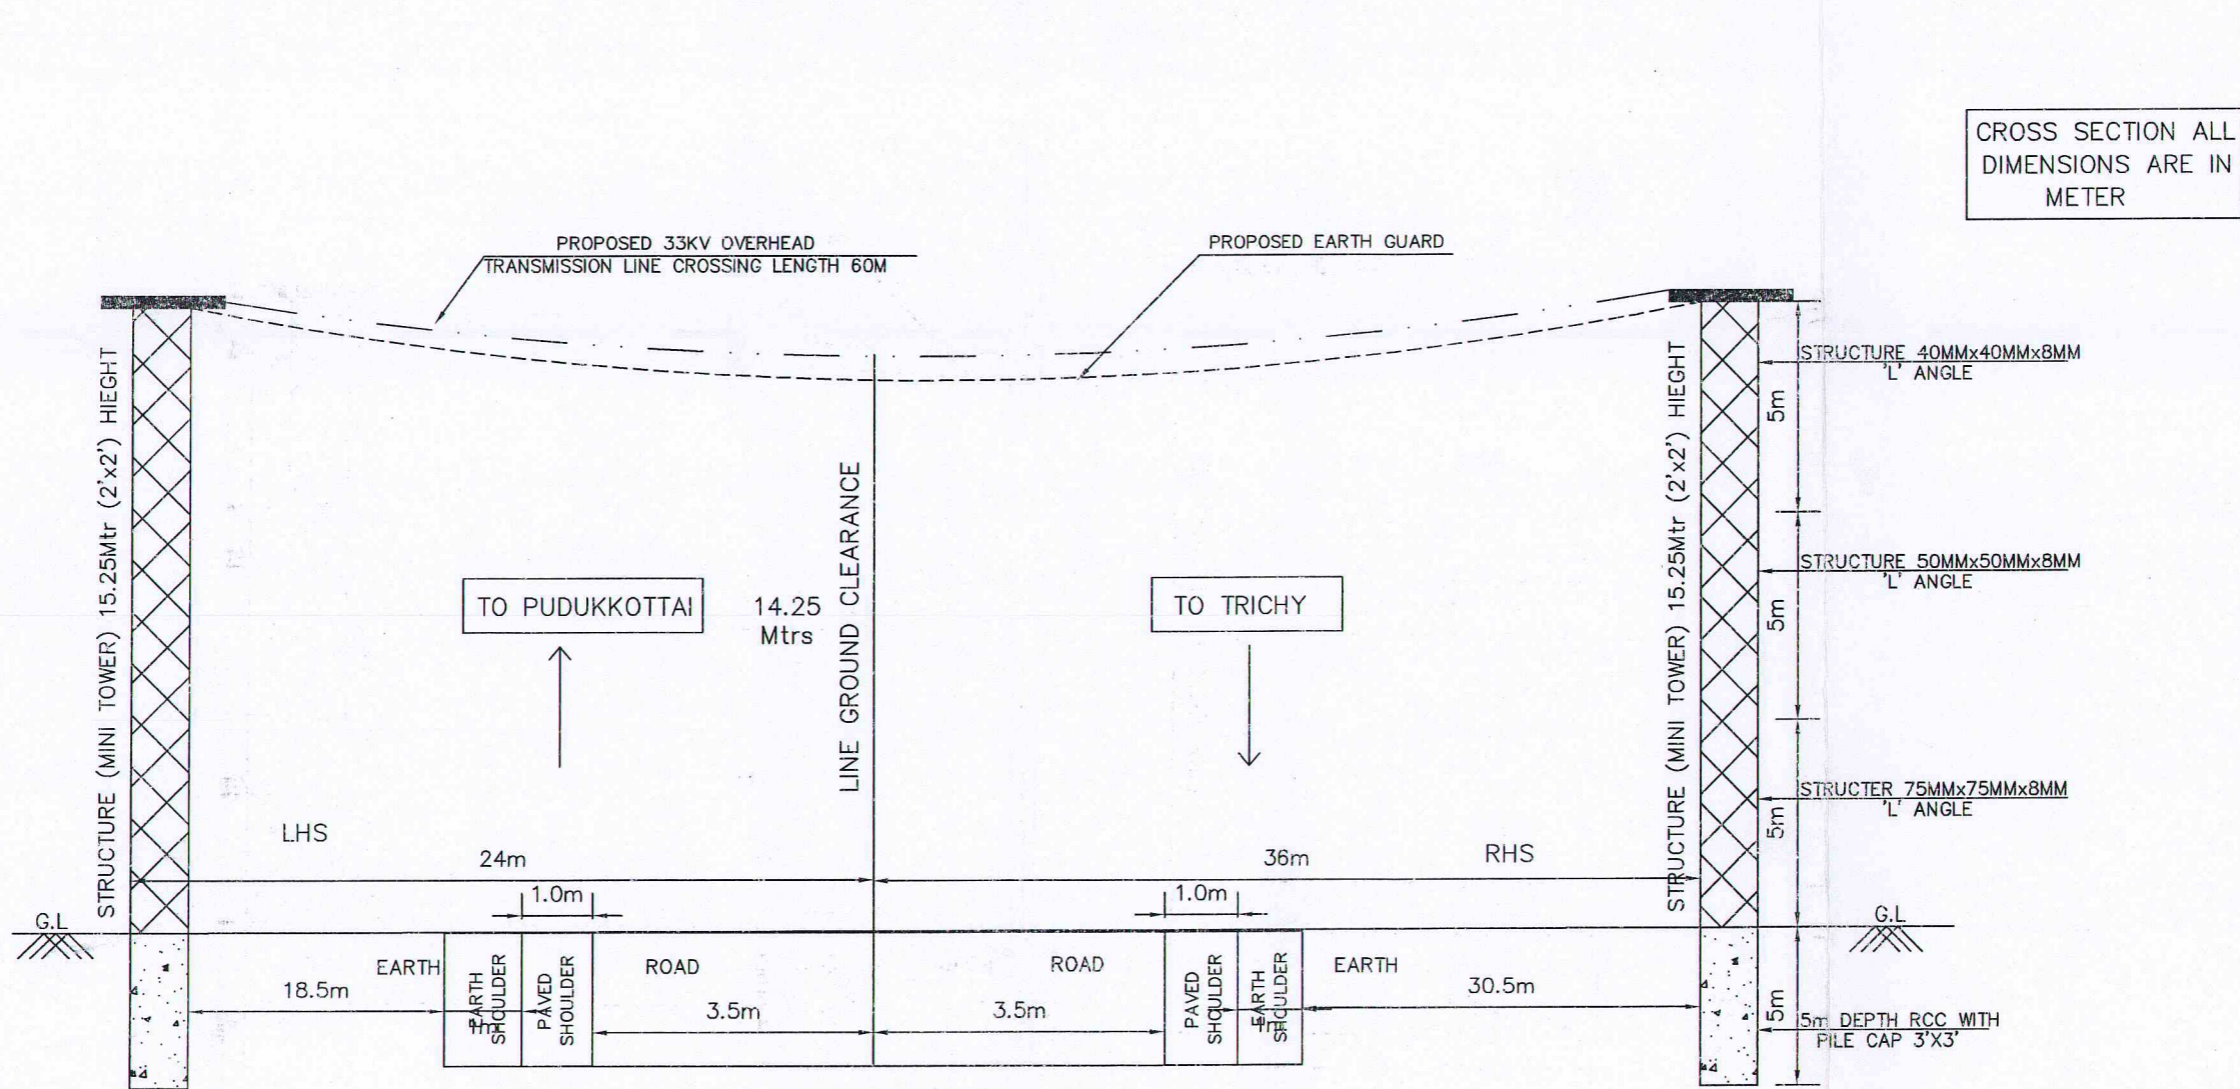 CROSS SECTION ALL
DIMENSIONS ARE IN
METER
PROPOSED 33KV OVERHEAD
TRANSMISSION LINE CROSSING LENGTH 60M
PROPOSED EARTH GUARD
STRUCTURE (MINI TOWER) 15.25Mtr (2'x2') HIEGHT
LINE GROUND CLEARANCE
14.25
Mtrs
TO PUDUKKOTTAI
TO TRICHY
STRUCTURE (MINI TOWER) 15.25Mtr (2'x2') HIEGHT
STRUCTURE 40MMx40MMx8MM
'L' ANGLE
5m
STRUCTURE 50MMx50MMx8MM
'L' ANGLE
5m
STRUCTER 75MMx75MMx8MM
'L' ANGLE
5m
LHS
24m
36m
RHS
1.0m
1.0m
G.L
G.L
EARTH
EARTH
SHOULDER
PAVED
SHOULDER
ROAD
ROAD
PAVED
SHOULDER
EARTH
SHOULDER
EARTH
18.5m
1m
3.5m
3.5m
1m
30.5m
5m
5m DEPTH RCC WITH
PILE CAP 3'X3'